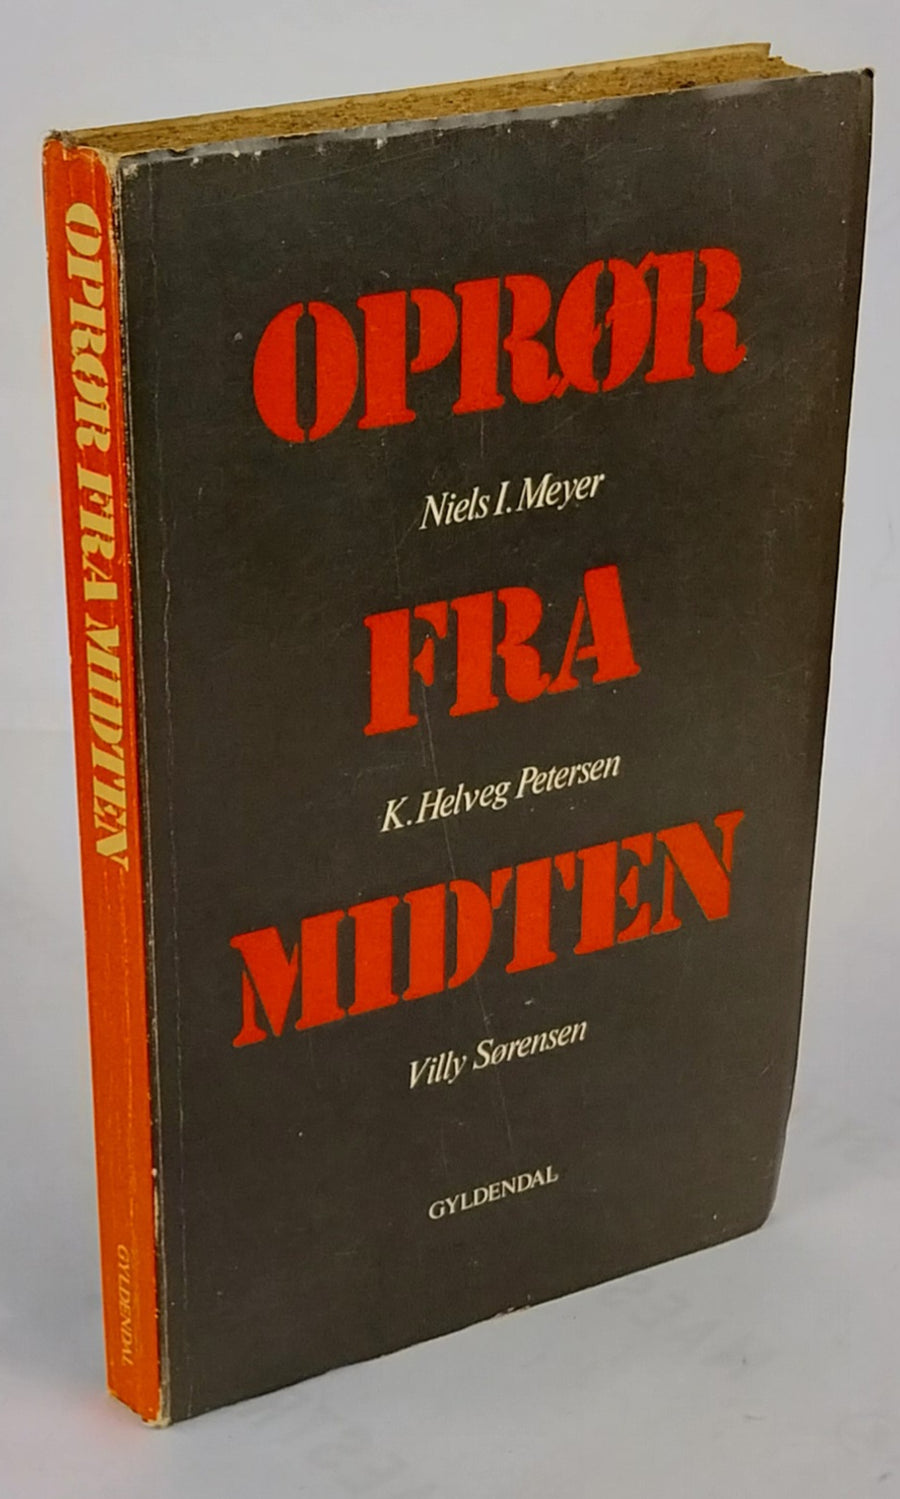 OPRØR FRA MIDTEN
GYLDENDAL
OPRØR
Niels I. Meyer
FRA
K. Helveg Petersen
MIDTEN
Villy Sørensen
GYLDENDAL